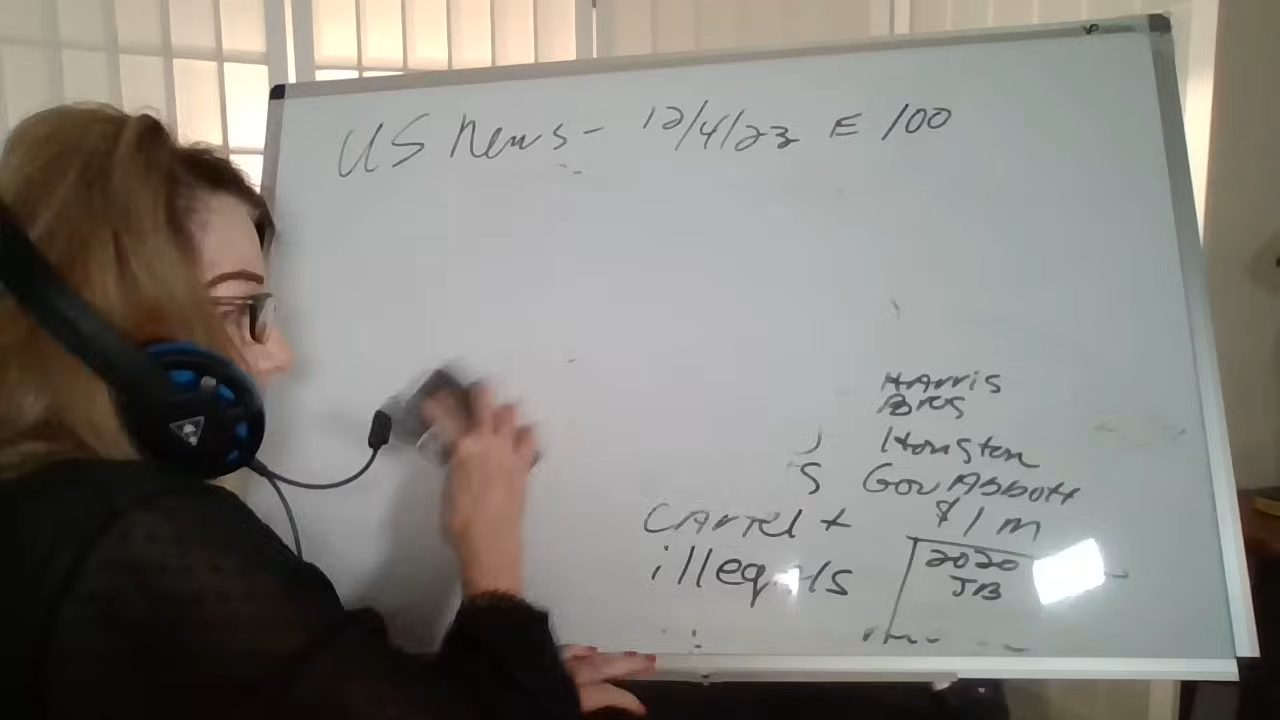 US News - 12/4/23 E 100
Harris
Bros
Houston
S Gov Abbott
Cartel + $1 m
illegals
2020
JB